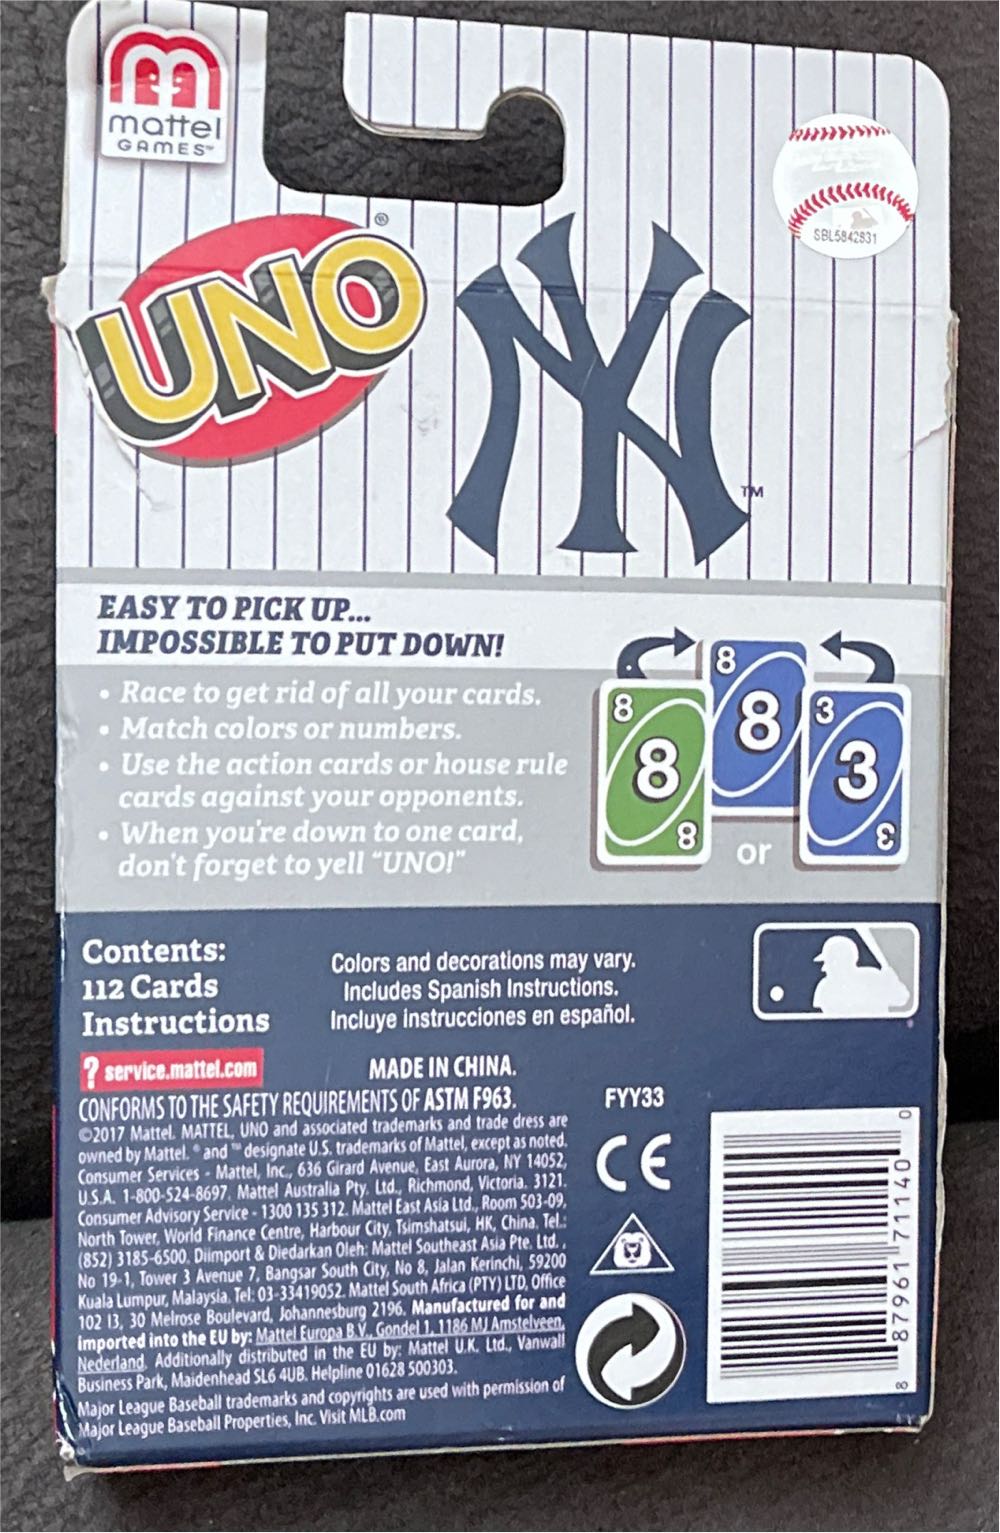 mattel
GAMES™
SBL5842831
UNO®
NY
TM
EASY TO PICK UP...
IMPOSSIBLE TO PUT DOWN!
• Race to get rid of all your cards.
• Match colors or numbers.
• Use the action cards or house rule
cards against your opponents.
• When you're down to one card,
don't forget to yell "UNO!"
8
8
8
8
8
3
3
3
or
Contents:
112 Cards
Instructions
Colors and decorations may vary.
Includes Spanish Instructions.
Incluye instrucciones en español.
? service.mattel.com
MADE IN CHINA.
CONFORMS TO THE SAFETY REQUIREMENTS OF ASTM F963.
FYY33
©2017 Mattel. MATTEL, UNO and associated trademarks and trade dress are
owned by Mattel. ® and ™ designate U.S. trademarks of Mattel, except as noted.
Consumer Services - Mattel, Inc., 636 Girard Avenue, East Aurora, NY 14052,
U.S.A. 1-800-524-8697. Mattel Australia Pty. Ltd., Richmond, Victoria. 3121.
Consumer Advisory Service - 1300 135 312. Mattel East Asia Ltd., Room 503-09,
North Tower, World Finance Centre, Harbour City, Tsimshatsui, HK, China. Tel.:
(852) 3185-6500. Diimport & Diedarkan Oleh: Mattel Southeast Asia Pte. Ltd.,
No 19-1, Tower 3 Avenue 7, Bangsar South City, No 8, Jalan Kerinchi, 59200
Kuala Lumpur, Malaysia. Tel: 03-33419052. Mattel South Africa (PTY) LTD, Office
102 I3, 30 Melrose Boulevard, Johannesburg 2196. Manufactured for and
imported into the EU by: Mattel Europa B.V., Gondel 1, 1186 MJ Amstelveen,
Nederland. Additionally distributed in the EU by: Mattel U.K. Ltd., Vanwall
Business Park, Maidenhead SL6 4UB. Helpline 01628 500303.
Major League Baseball trademarks and copyrights are used with permission of
Major League Baseball Properties, Inc. Visit MLB.com
CE
8 87961 71140 0